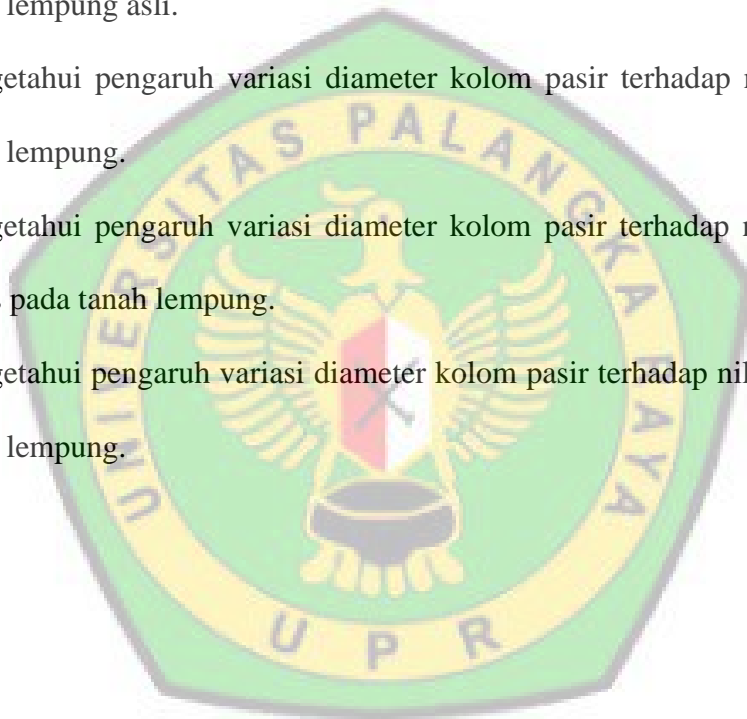 lempung asli.
getahui pengaruh variasi diameter kolom pasir terhadap
lempung.
getahui pengaruh variasi diameter kolom pasir terhadap
pada tanah lempung.
getahui pengaruh variasi diameter kolom pasir terhadap nil
lempung.
UNIVERSITAS PALANGKA RAYA
UPR